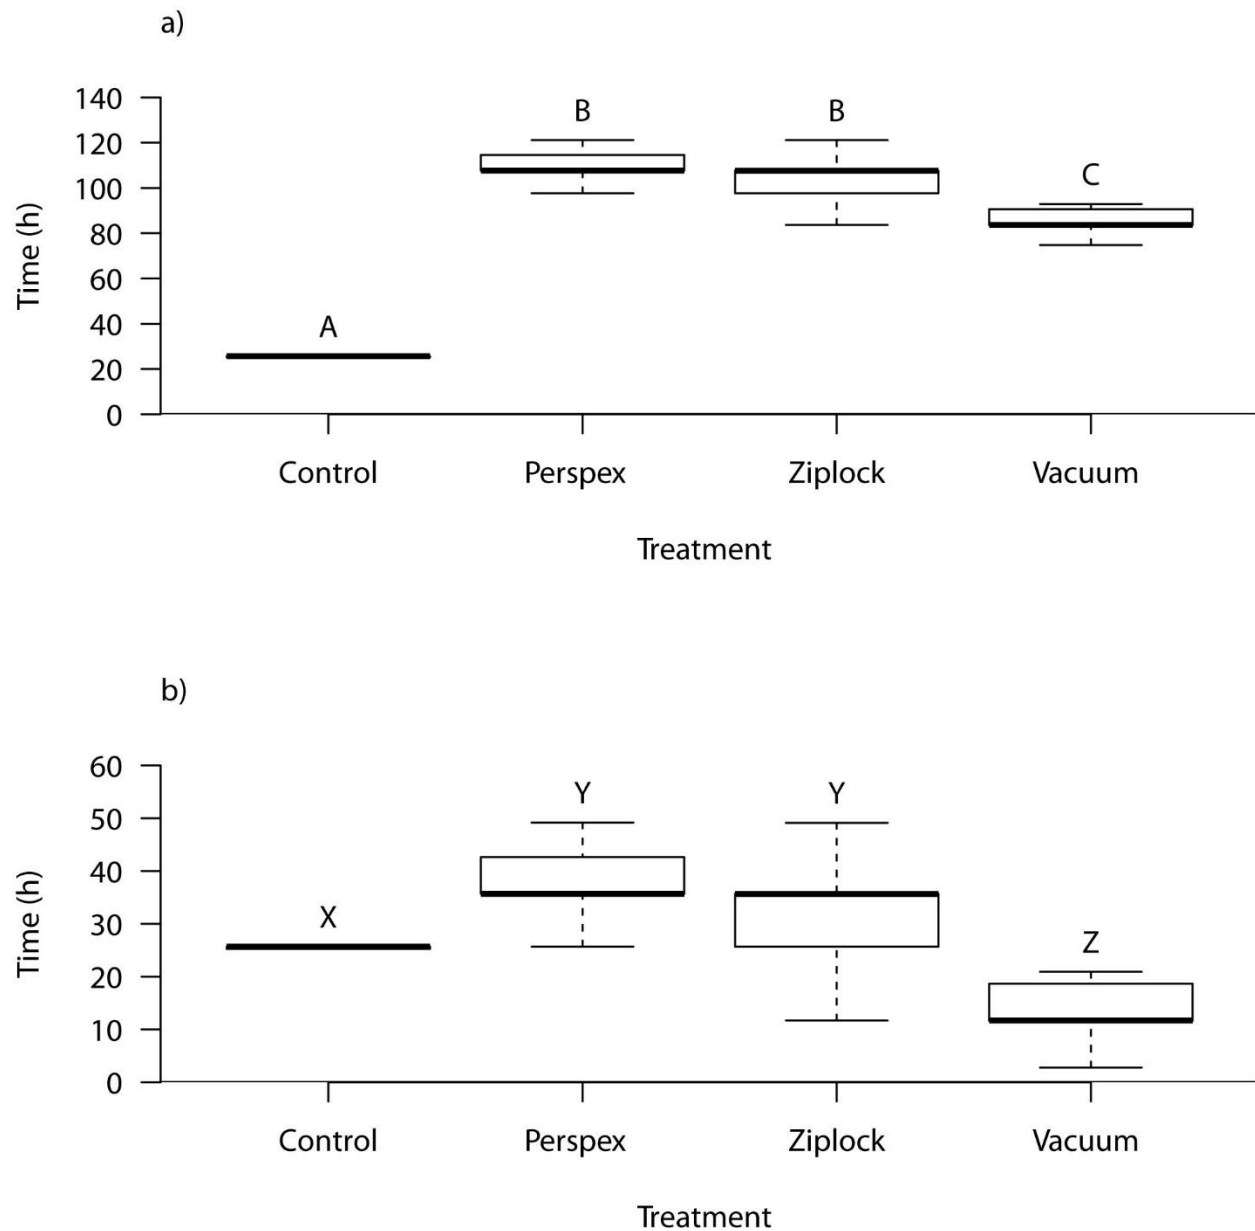 a)
140
120
100
80
60
40
20
0
Time (h)
A
B
B
C
Control Perspex Ziplock Vacuum
Treatment
b)
60
50
40
30
20
10
0
Time (h)
X
Y
Y
Z
Control Perspex Ziplock Vacuum
Treatment